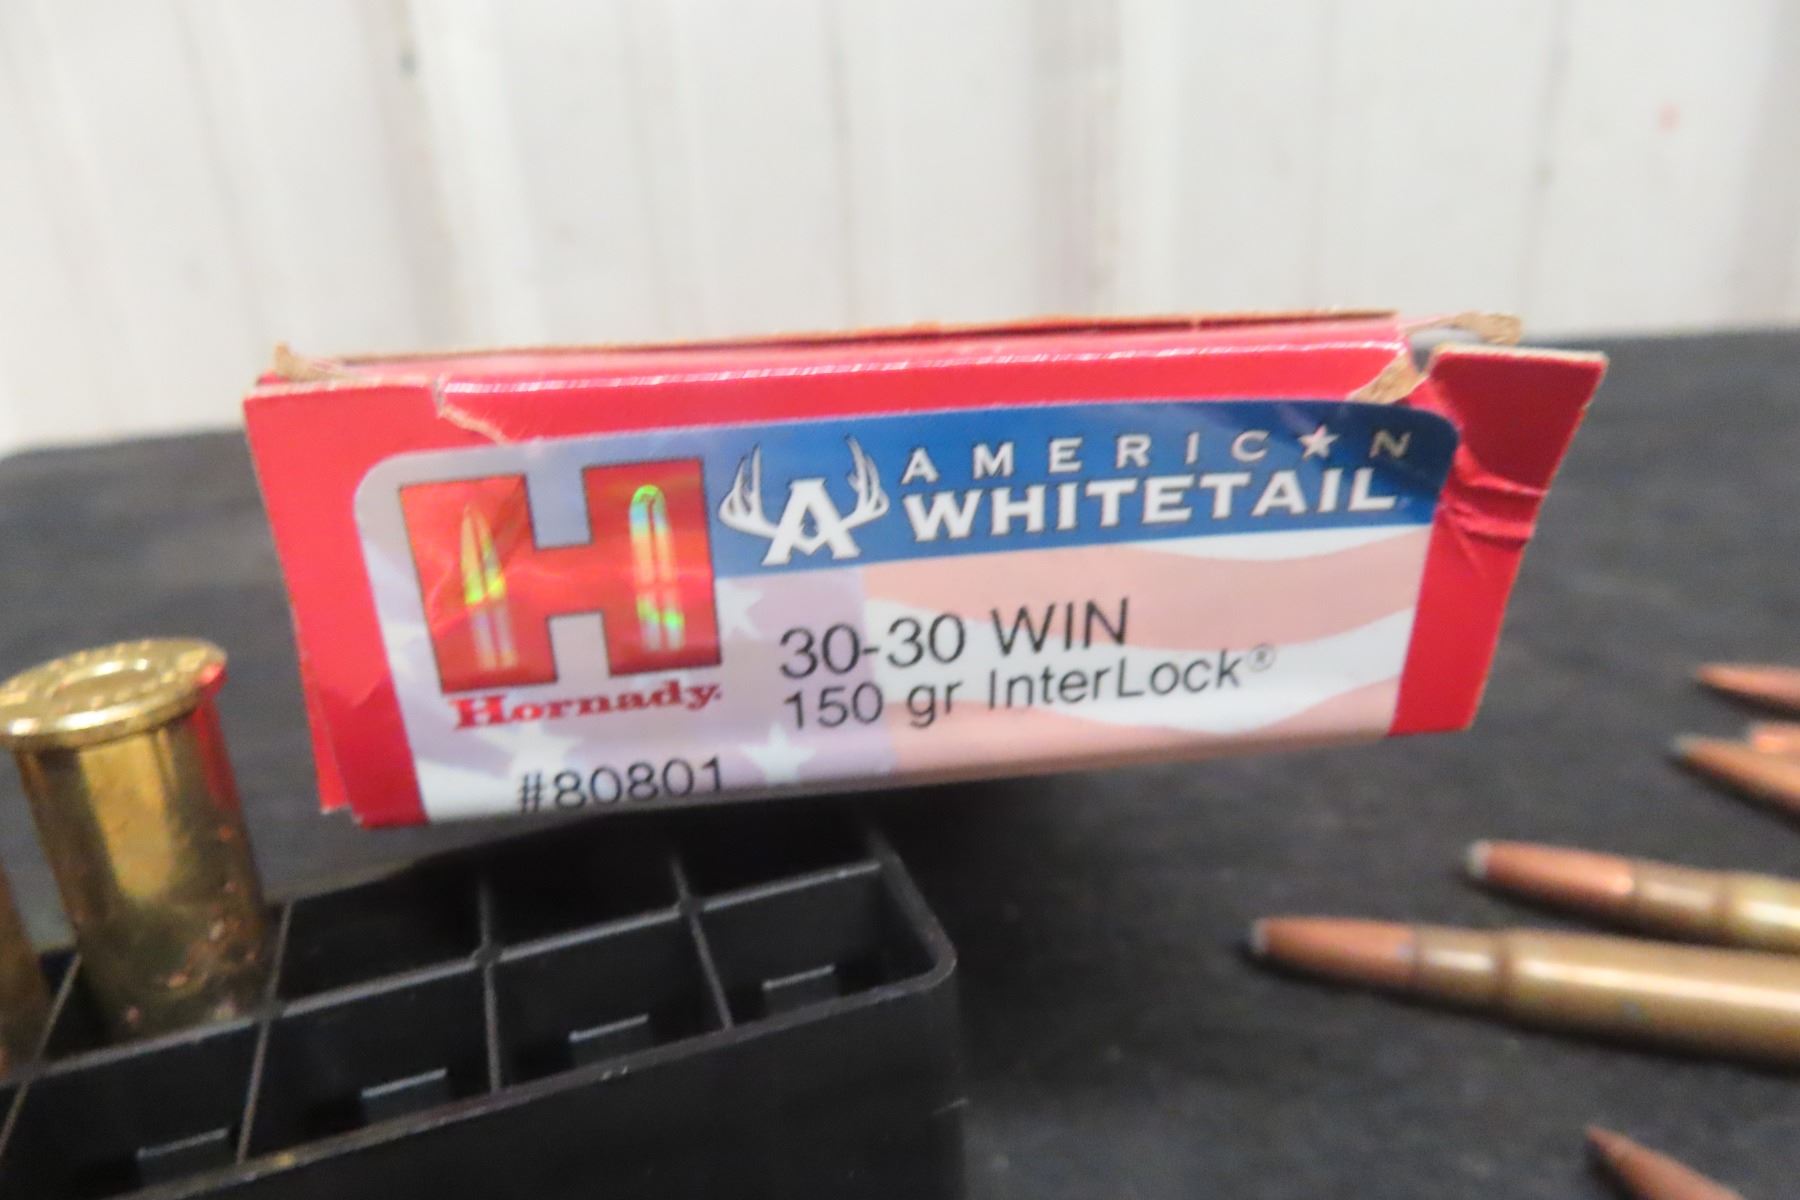 AMERIC★N
WHITETAIL
A
H
Hornady.
30-30 WIN
150 gr InterLock®
#80801